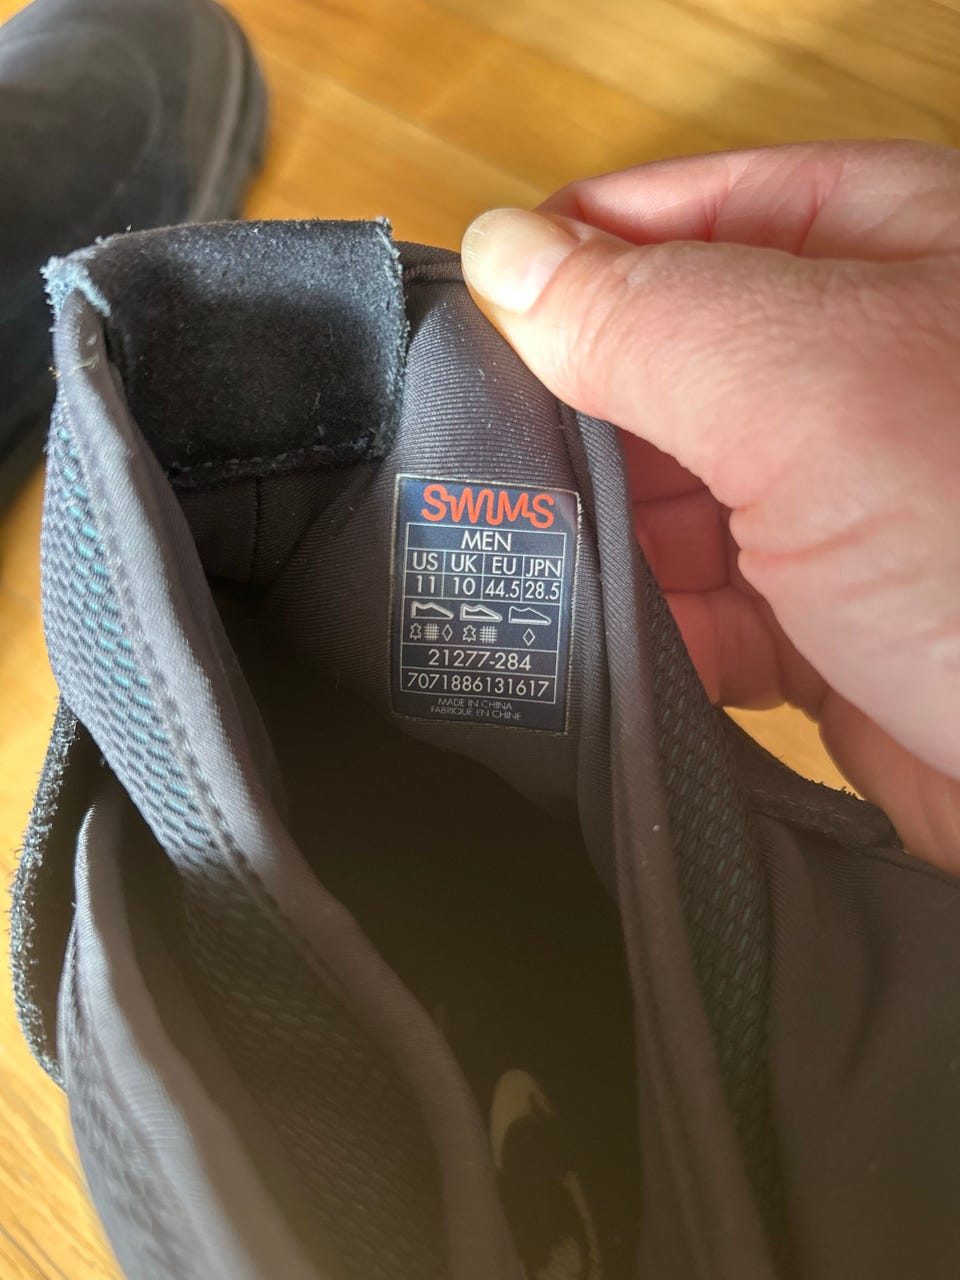 SWIMS
MEN
US UK EU JPN
11 10 44.5 28.5
21277-284
7071886131617
MADE IN CHINA
FABRIQUE EN CHINE